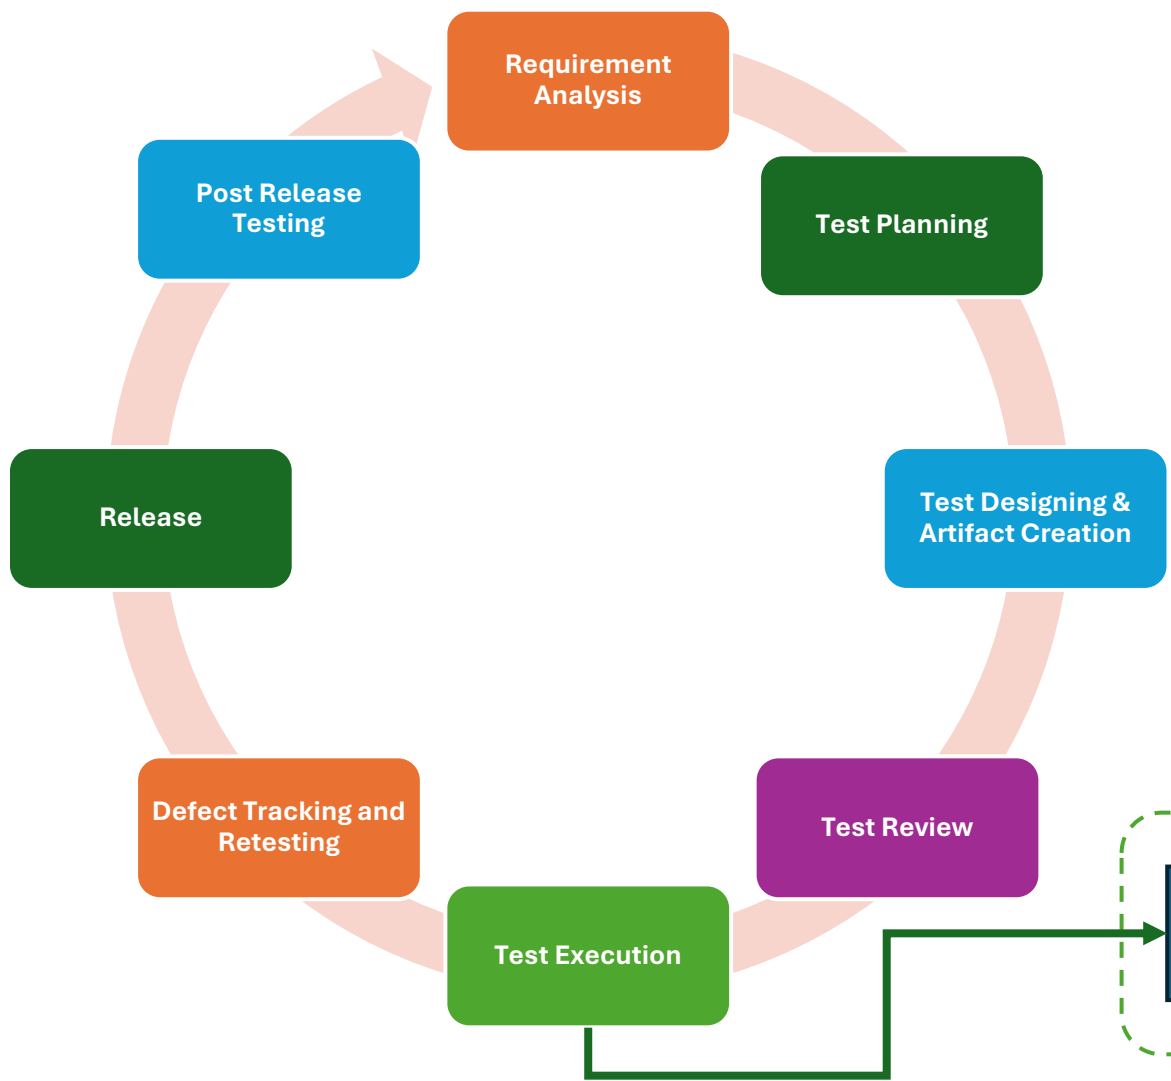 Requirement
Analysis
Test Planning
Test Designing &
Artifact Creation
Test Review
Test Execution
Defect Tracking and
Retesting
Release
Post Release
Testing